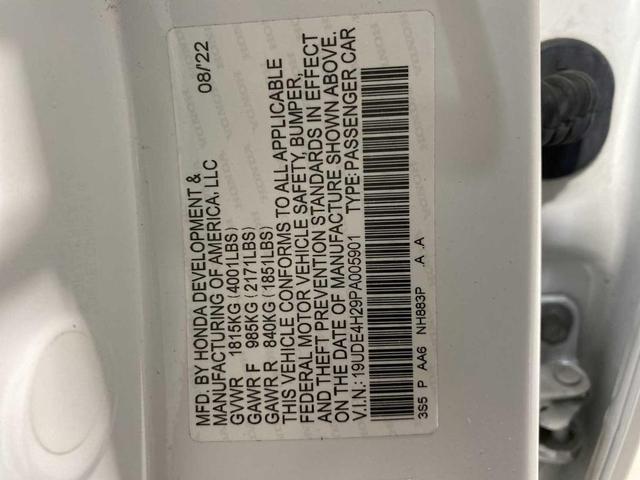 MFD. BY HONDA DEVELOPMENT & 08/'22
MANUFACTURING OF AMERICA, LLC
GVWR 1815KG(4001LBS)
GAWR F 985KG(2171LBS)
GAWR R 840KG(1851LBS)
THIS VEHICLE CONFORMS TO ALL APPLICABLE
FEDERAL MOTOR VEHICLE SAFETY, BUMPER,
AND THEFT PREVENTION STANDARDS IN EFFECT
ON THE DATE OF MANUFACTURE SHOWN ABOVE.
V.I.N.:19UDE4H29PA005901 TYPE:PASSENGER CAR
3S5 P AA6 NH883P A .A